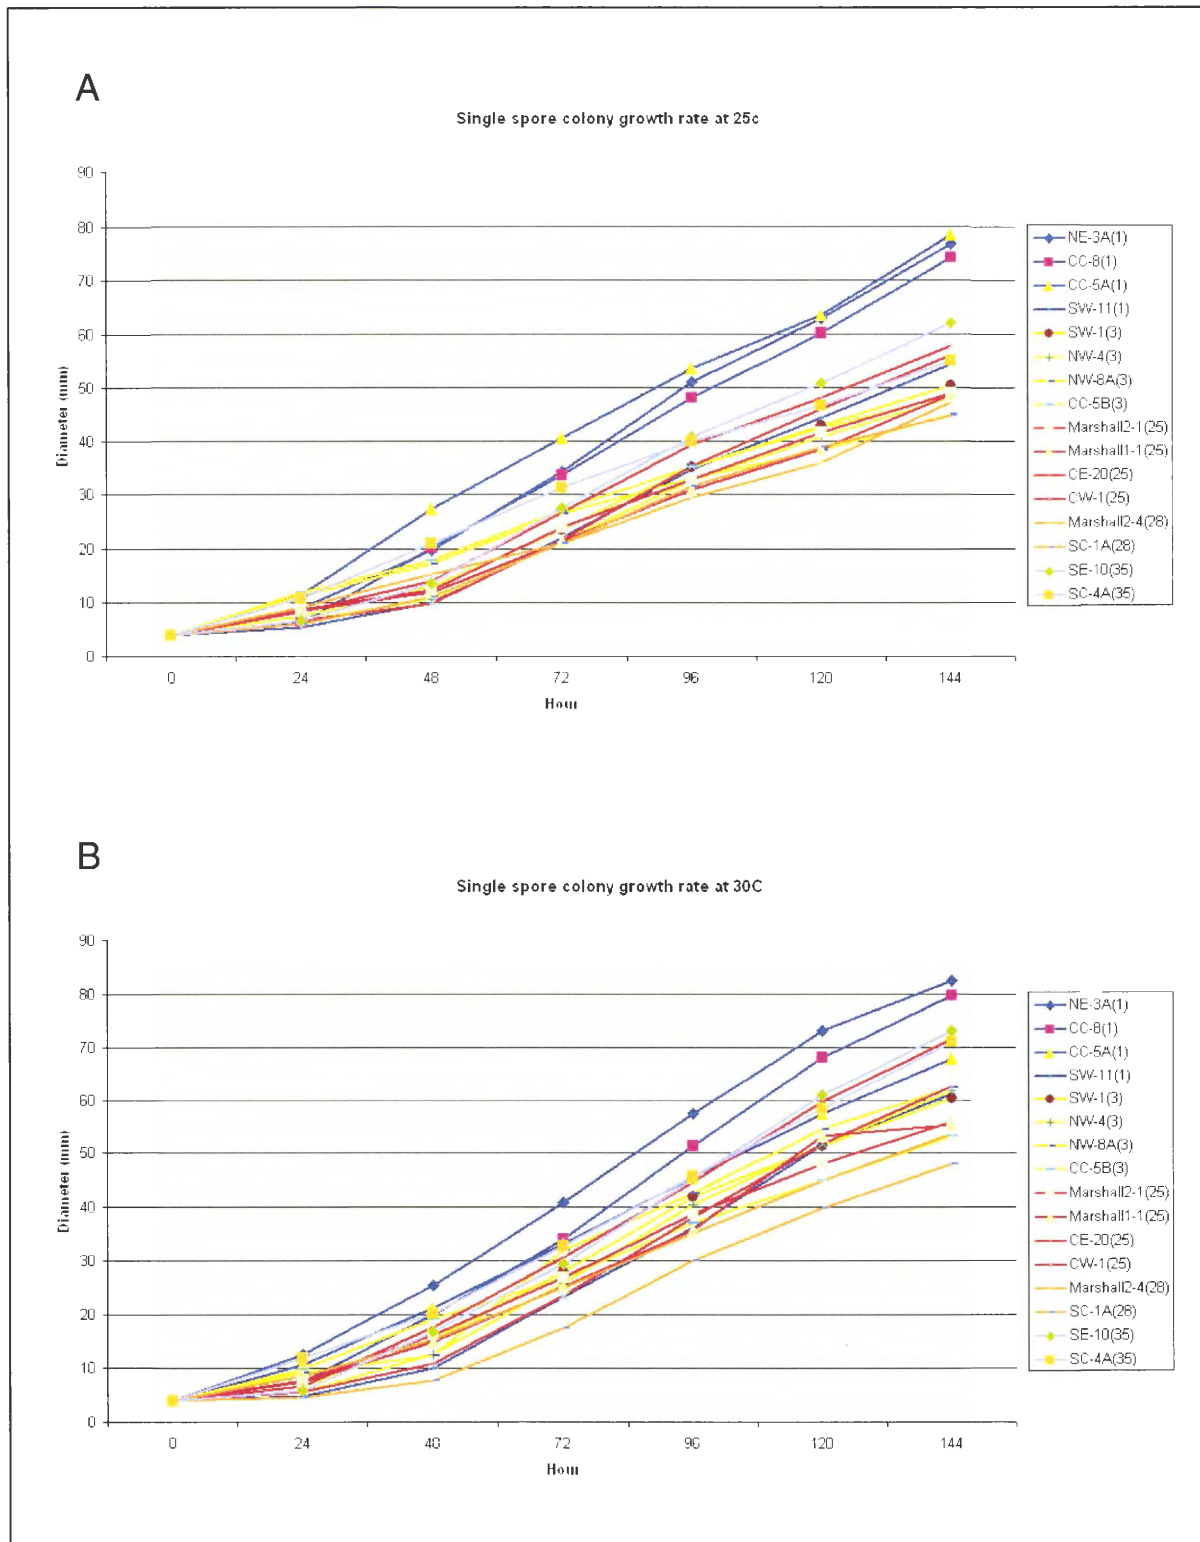 A
Single spore colony growth rate at 25c
90
80
70
60
50
40
30
20
10
0
Diameter (mm)
0 24 48 72 96 120 144
Hour
NE-3A(1)
CC-8(1)
CC-5A(1)
SW-11(1)
SW-1(3)
NW-4(3)
NW-8A(3)
CC-5B(3)
Marshall2-1(25)
Marshall1-1(25)
CE-20(25)
CW-1(25)
Marshall2-4(28)
SC-1A(28)
SE-10(35)
SC-4A(35)
B
Single spore colony growth rate at 30C
90
80
70
60
50
40
30
20
10
0
Diameter (mm)
0 24 48 72 96 120 144
Hour
NE-3A(1)
CC-8(1)
CC-5A(1)
SW-11(1)
SW-1(3)
NW-4(3)
NW-8A(3)
CC-5B(3)
Marshall2-1(25)
Marshall1-1(25)
CE-20(25)
CW-1(25)
Marshall2-4(28)
SC-1A(28)
SE-10(35)
SC-4A(35)